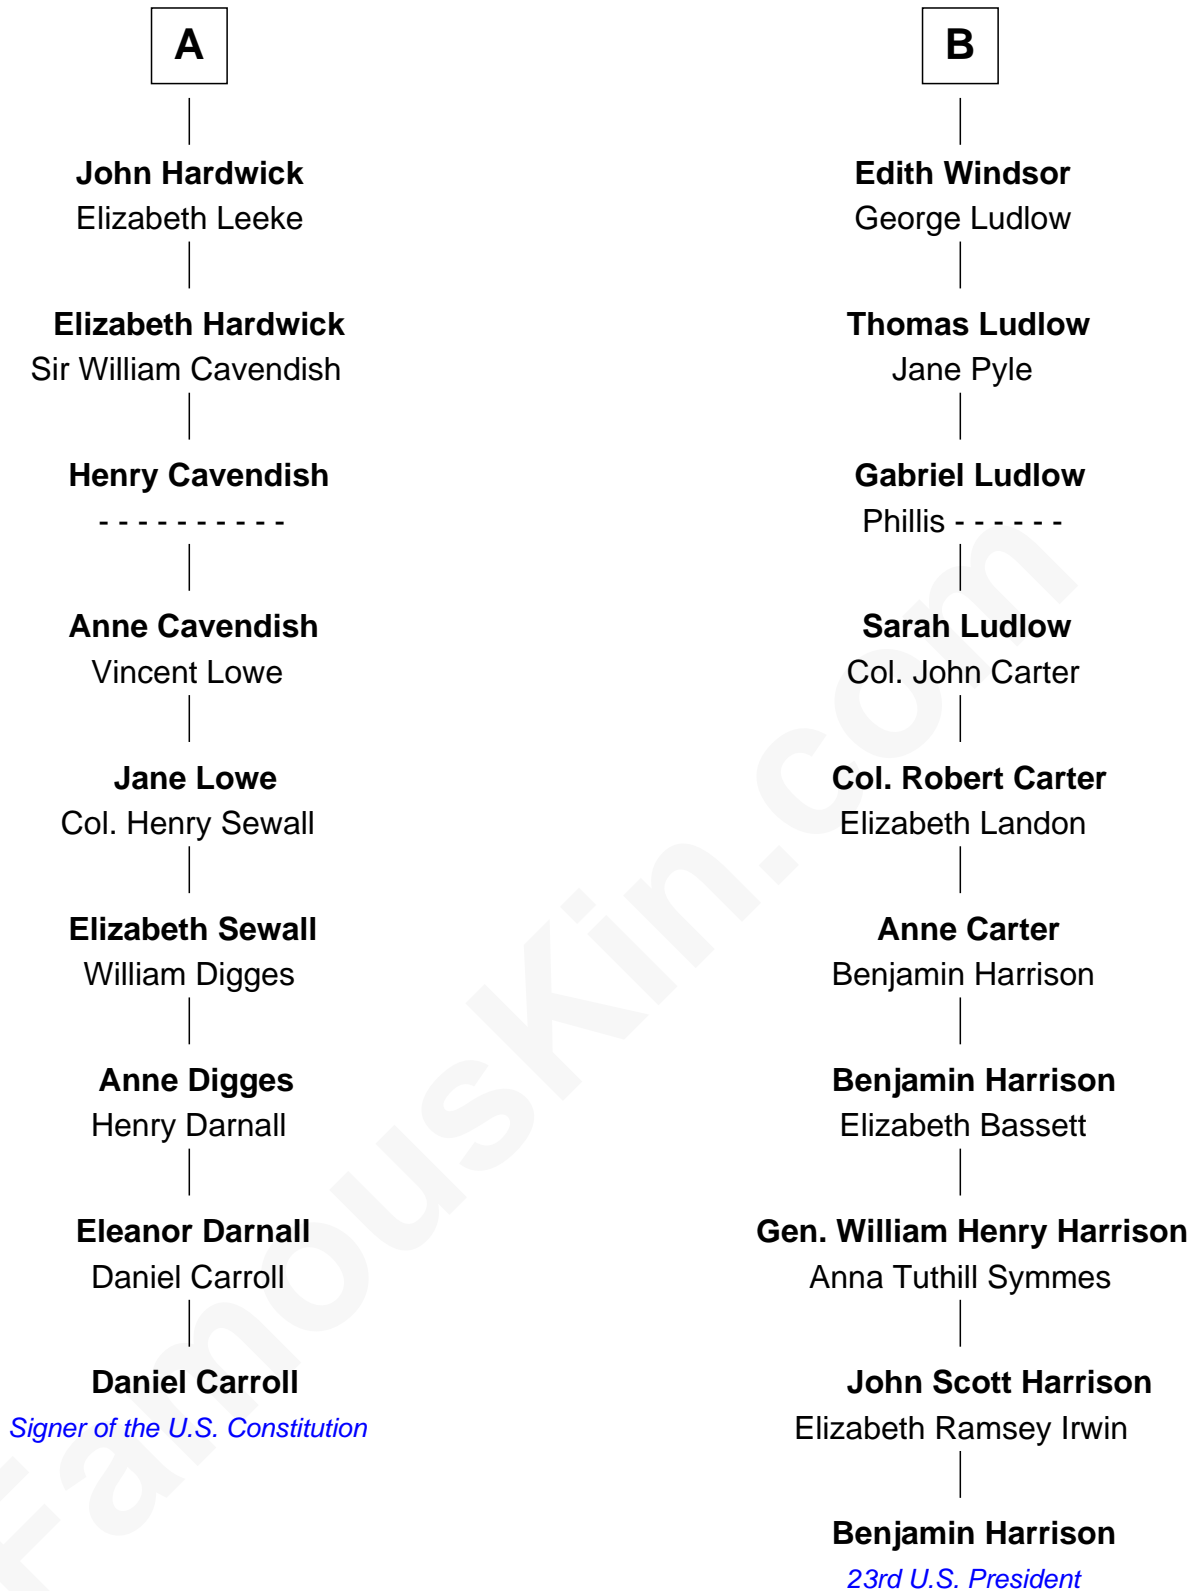 A
John Hardwick
Elizabeth Leeke
Elizabeth Hardwick
Sir William Cavendish
Henry Cavendish
- - - - - - - - - -
Anne Cavendish
Vincent Lowe
Jane Lowe
Col. Henry Sewall
Elizabeth Sewall
William Digges
Anne Digges
Henry Darnall
Eleanor Darnall
Daniel Carroll
Daniel Carroll
Signer of the U.S. Constitution
B
Edith Windsor
George Ludlow
Thomas Ludlow
Jane Pyle
Gabriel Ludlow
Phillis - - - - - -
Sarah Ludlow
Col. John Carter
Col. Robert Carter
Elizabeth Landon
Anne Carter
Benjamin Harrison
Benjamin Harrison
Elizabeth Bassett
Gen. William Henry Harrison
Anna Tuthill Symmes
John Scott Harrison
Elizabeth Ramsey Irwin
Benjamin Harrison
23rd U.S. President
FamousKin.com